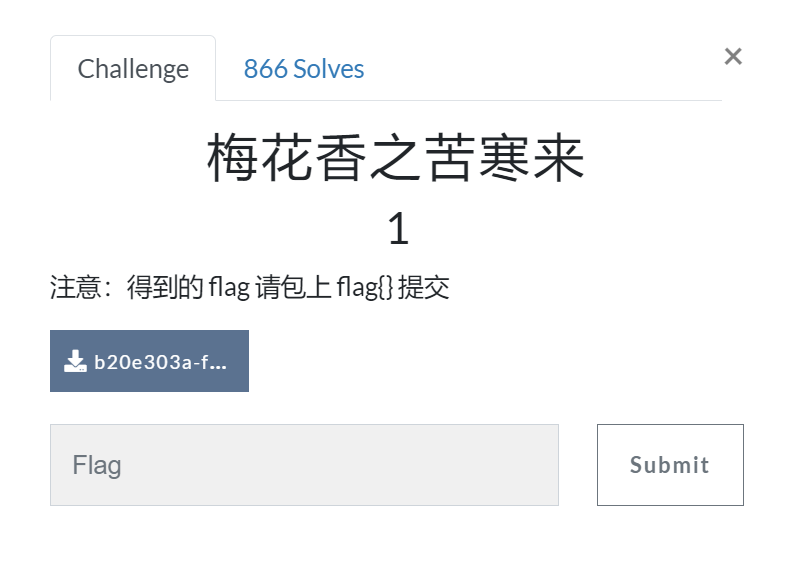 Challenge
866 Solves
×
梅花香之苦寒来
1
注意：得到的 flag 请包上 flag{} 提交
b20e303a-f...
Flag
Submit